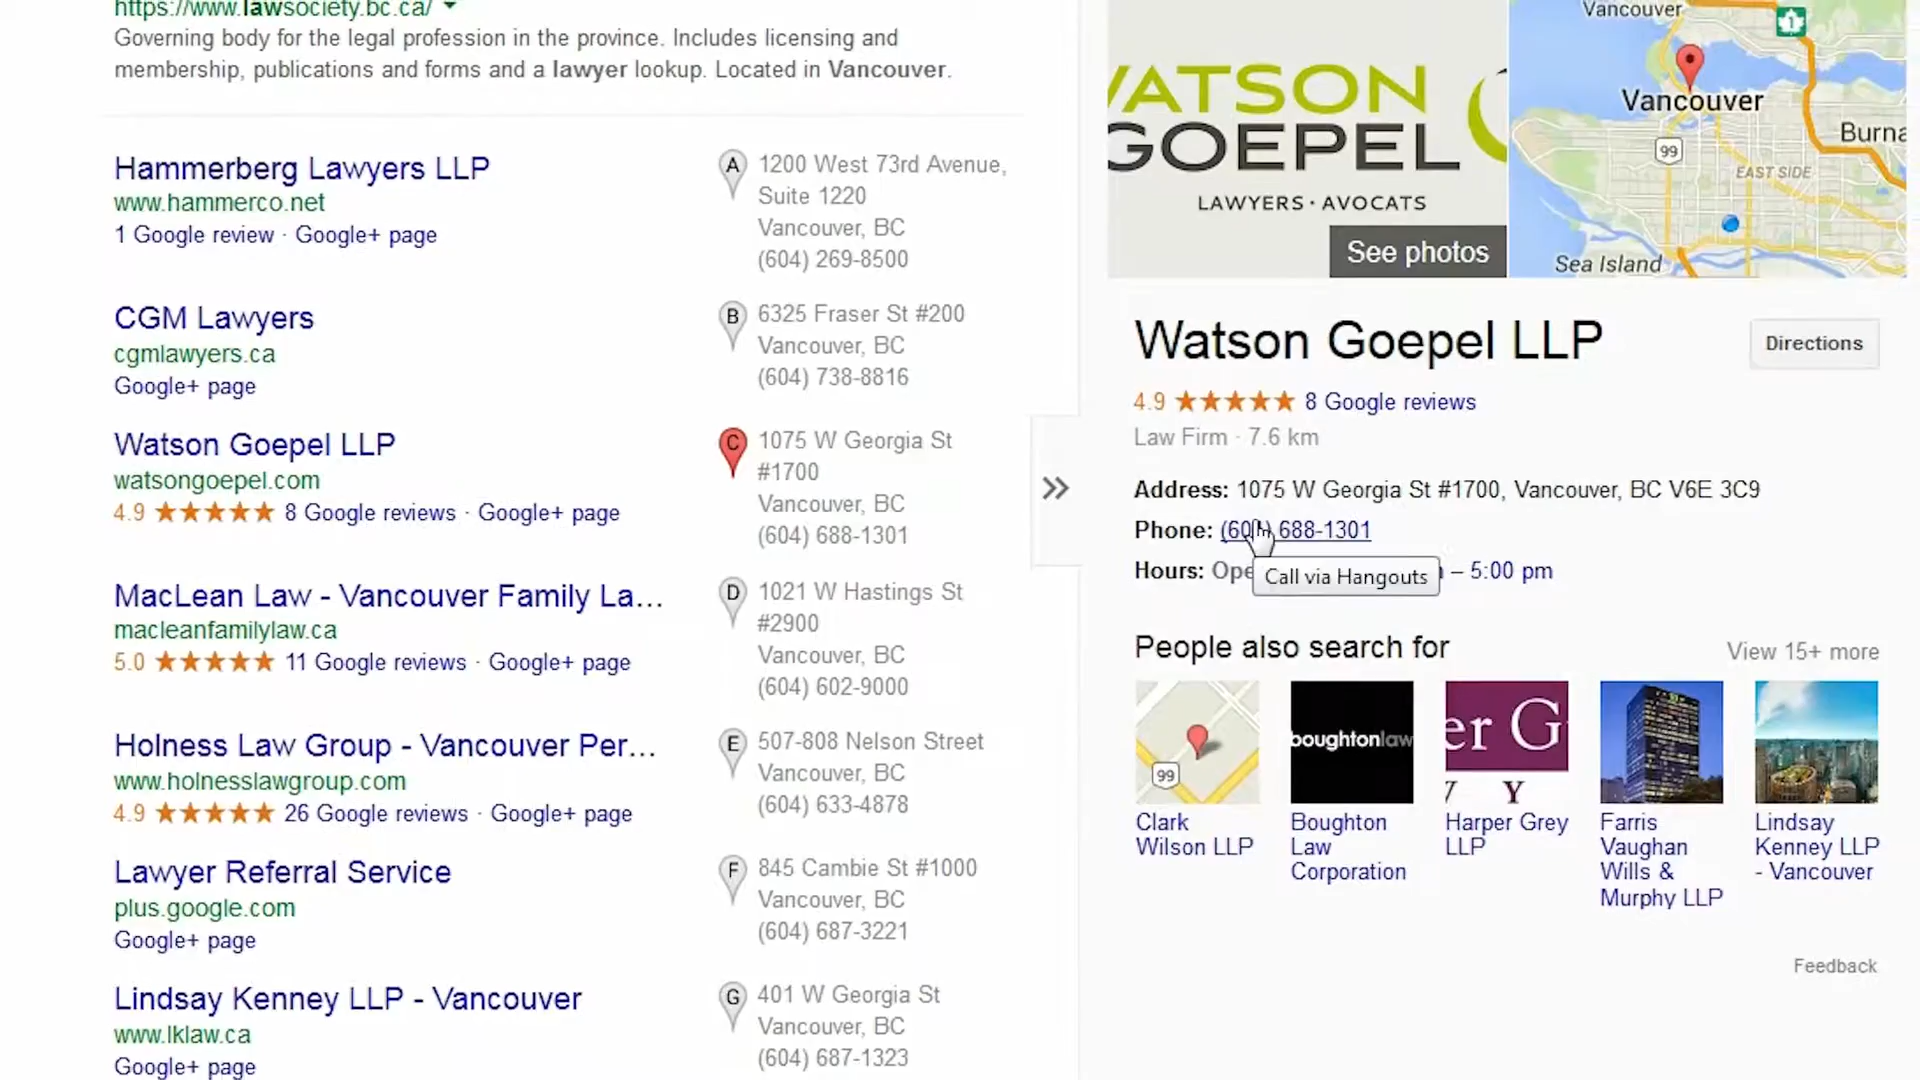 https://www.lawsociety.bc.ca/
Governing body for the legal profession in the province. Includes licensing and
membership, publications and forms and a lawyer lookup. Located in Vancouver.
Hammerberg Lawyers LLP
www.hammerco.net
1 Google review · Google+ page
A
1200 West 73rd Avenue,
Suite 1220
Vancouver, BC
(604) 269-8500
CGM Lawyers
cgmlawyers.ca
Google+ page
B
6325 Fraser St #200
Vancouver, BC
(604) 738-8816
Watson Goepel LLP
watsongoepel.com
4.9 ★★★★★ 8 Google reviews · Google+ page
C
1075 W Georgia St
#1700
Vancouver, BC
(604) 688-1301
MacLean Law - Vancouver Family La...
macleanfamilylaw.ca
5.0 ★★★★★ 11 Google reviews · Google+ page
D
1021 W Hastings St
#2900
Vancouver, BC
(604) 602-9000
Holness Law Group - Vancouver Per...
www.holnesslawgroup.com
4.9 ★★★★★ 26 Google reviews · Google+ page
E
507-808 Nelson Street
Vancouver, BC
(604) 633-4878
Lawyer Referral Service
plus.google.com
Google+ page
F
845 Cambie St #1000
Vancouver, BC
(604) 687-3221
Lindsay Kenney LLP - Vancouver
www.lklaw.ca
Google+ page
G
401 W Georgia St
Vancouver, BC
(604) 687-1323
»
WATSON
GOEPEL
LAWYERS · AVOCATS
See photos
Vancouver
1
Vancouver
Burna
99
EAST SIDE
Sea Island
Watson Goepel LLP
Directions
4.9 ★★★★★ 8 Google reviews
Law Firm · 7.6 km
Address: 1075 W Georgia St #1700, Vancouver, BC V6E 3C9
Phone: (604) 688-1301
Hours: Ope – 5:00 pm
Call via Hangouts
People also search for
View 15+ more
99
boughtonlaw
er G
Y
Clark
Wilson LLP
Boughton
Law
Corporation
Harper Grey
LLP
Farris
Vaughan
Wills &
Murphy LLP
Lindsay
Kenney LLP
- Vancouver
Feedback